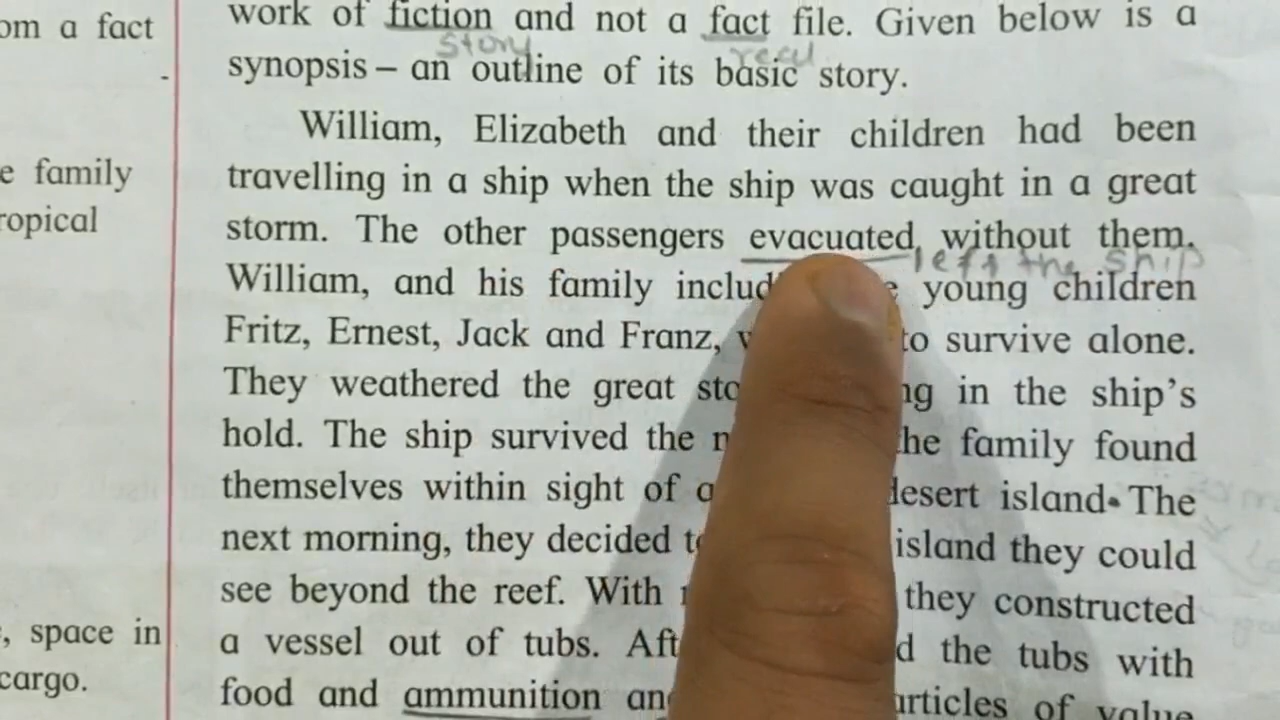 om a fact
e family
ropical
, space in
cargo.
work of fiction and not a fact file. Given below is a
story real
synopsis – an outline of its basic story.
William, Elizabeth and their children had been
travelling in a ship when the ship was caught in a great
storm. The other passengers evacuated without them.
left the ship
William, and his family includ young children
Fritz, Ernest, Jack and Franz, to survive alone.
They weathered the great sto ng in the ship's
hold. The ship survived the he family found
themselves within sight of desert island. The
next morning, they decided island they could
see beyond the reef. With they constructed
a vessel out of tubs. Aft d the tubs with
food and ammunition an articles of value